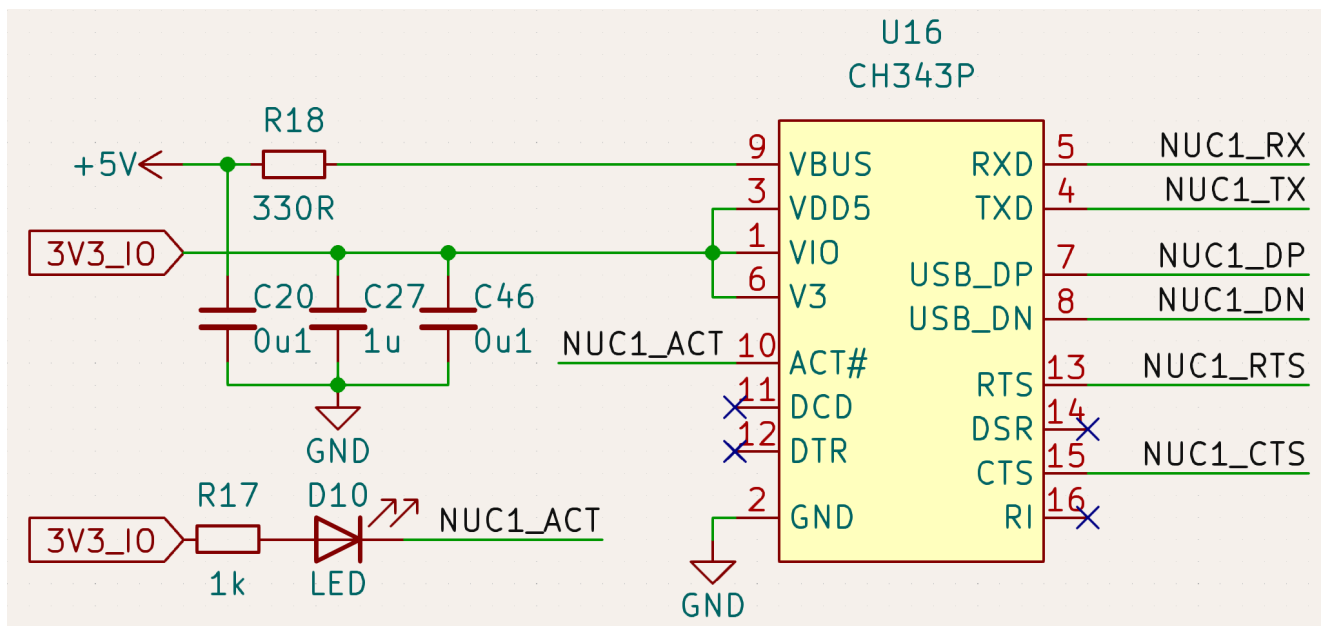 U16
CH343P
R18
+5V
330R
3V3_IO
C20
0u1
C27
1u
C46
0u1
GND
NUC1_ACT
R17
1k
D10
LED
3V3_IO
NUC1_ACT
GND
9 VBUS
3 VDD5
1 VIO
6 V3
10 ACT#
11 DCD
12 DTR
2 GND
RXD 5 NUC1_RX
TXD 4 NUC1_TX
USB_DP 7 NUC1_DP
USB_DN 8 NUC1_DN
RTS 13 NUC1_RTS
DSR 14
CTS 15 NUC1_CTS
RI 16